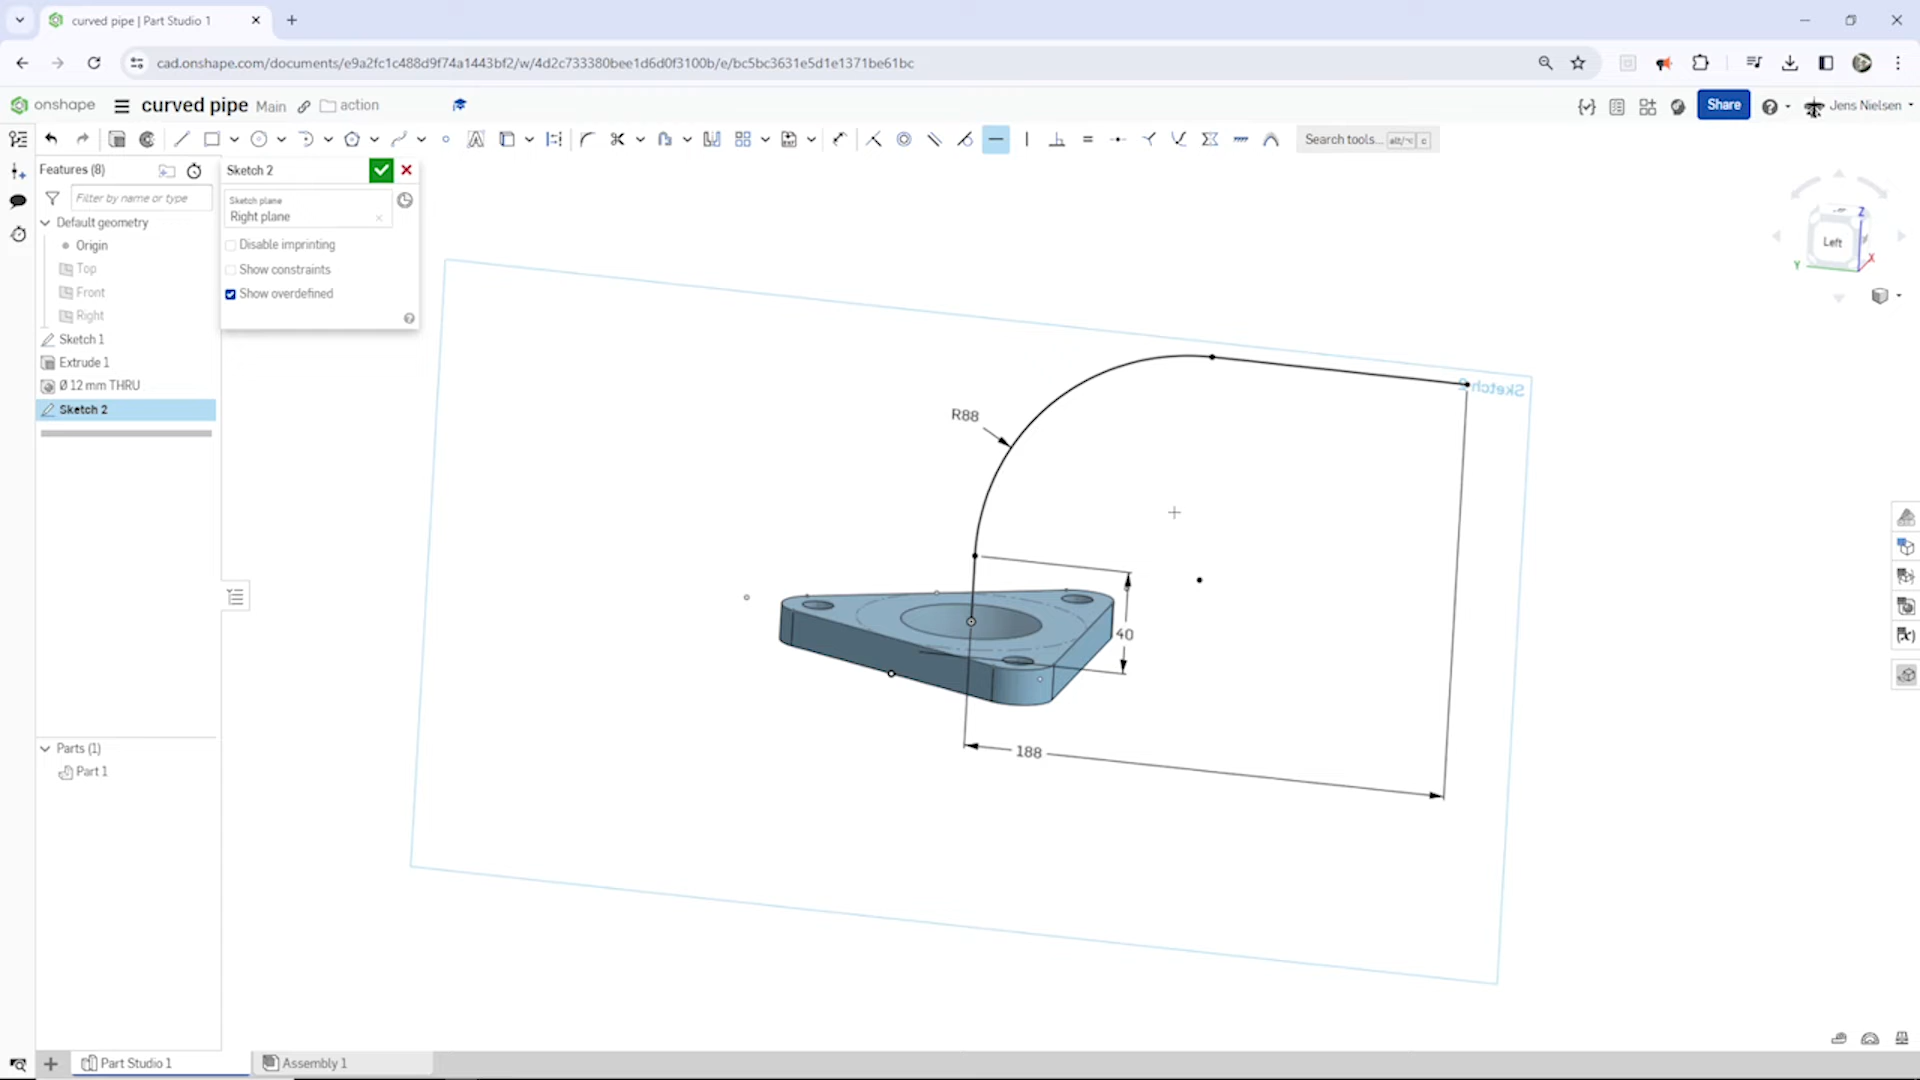 curved pipe | Part Studio 1
cad.onshape.com/documents/e9a2fc1c488d9f74a1443bf2/w/4d2c733380bee1d6d0f3100b/e/bc5bc3631e5d1e1371be61bc
onshape curved pipe Main action Share Jens Nielsen
Search tools... alt/⌥ c
Features (8)
Filter by name or type
Default geometry
Origin
Top
Front
Right
Sketch 1
Extrude 1
Ø 12 mm THRU
Sketch 2
Sketch 2
Sketch plane
Right plane
Disable imprinting
Show constraints
Show overdefined
Z
Left
Y
X
Sketch 2
R88
40
188
Parts (1)
Part 1
Part Studio 1
Assembly 1